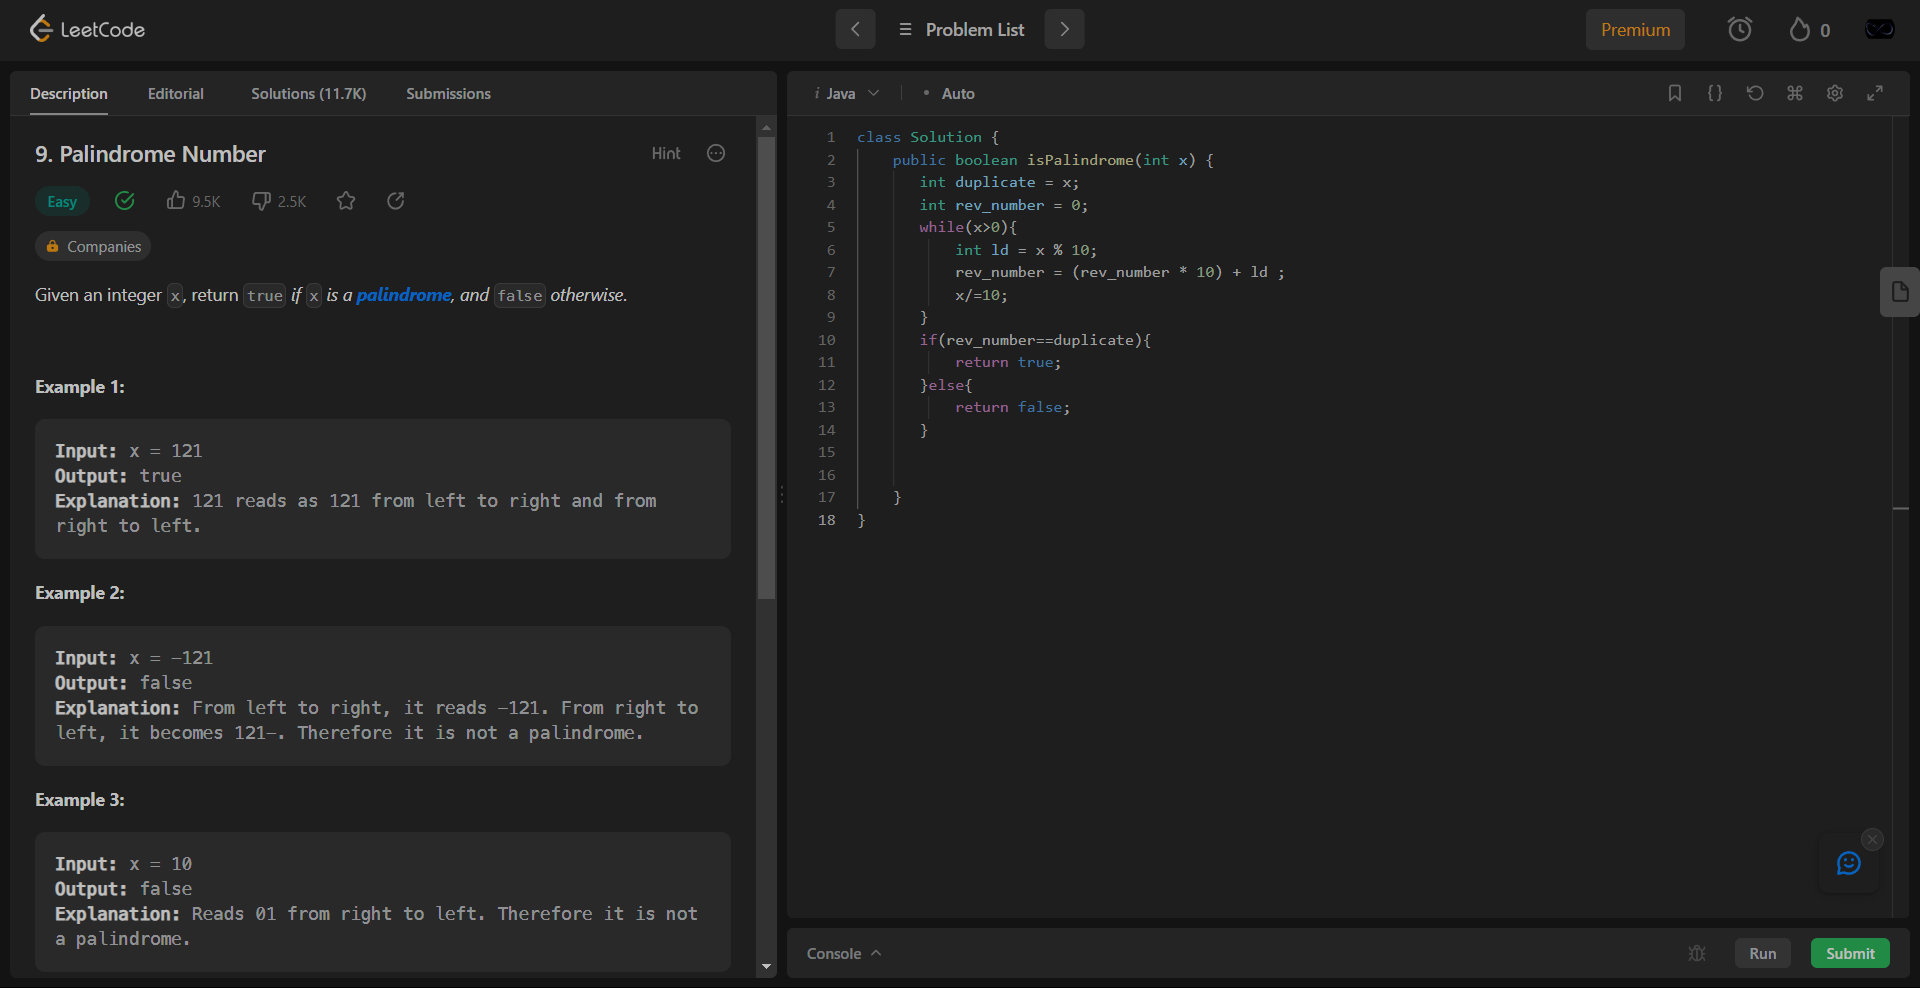 LeetCode
Problem List
Premium
0
Description Editorial Solutions (11.7K) Submissions
9. Palindrome Number
Hint
Easy 9.5K 2.5K
Companies
Given an integer x, return true if x is a palindrome, and false otherwise.
Example 1:
Input: x = 121
Output: true
Explanation: 121 reads as 121 from left to right and from
right to left.
Example 2:
Input: x = -121
Output: false
Explanation: From left to right, it reads -121. From right to
left, it becomes 121-. Therefore it is not a palindrome.
Example 3:
Input: x = 10
Output: false
Explanation: Reads 01 from right to left. Therefore it is not
a palindrome.
i Java • Auto
1 class Solution {
2     public boolean isPalindrome(int x) {
3        int duplicate = x;
4        int rev_number = 0;
5        while(x>0){
6            int ld = x % 10;
7            rev_number = (rev_number * 10) + ld ;
8            x/=10;
9        }
10        if(rev_number==duplicate){
11            return true;
12        }else{
13            return false;
14        }
15
16
17     }
18 }
Console
Run
Submit